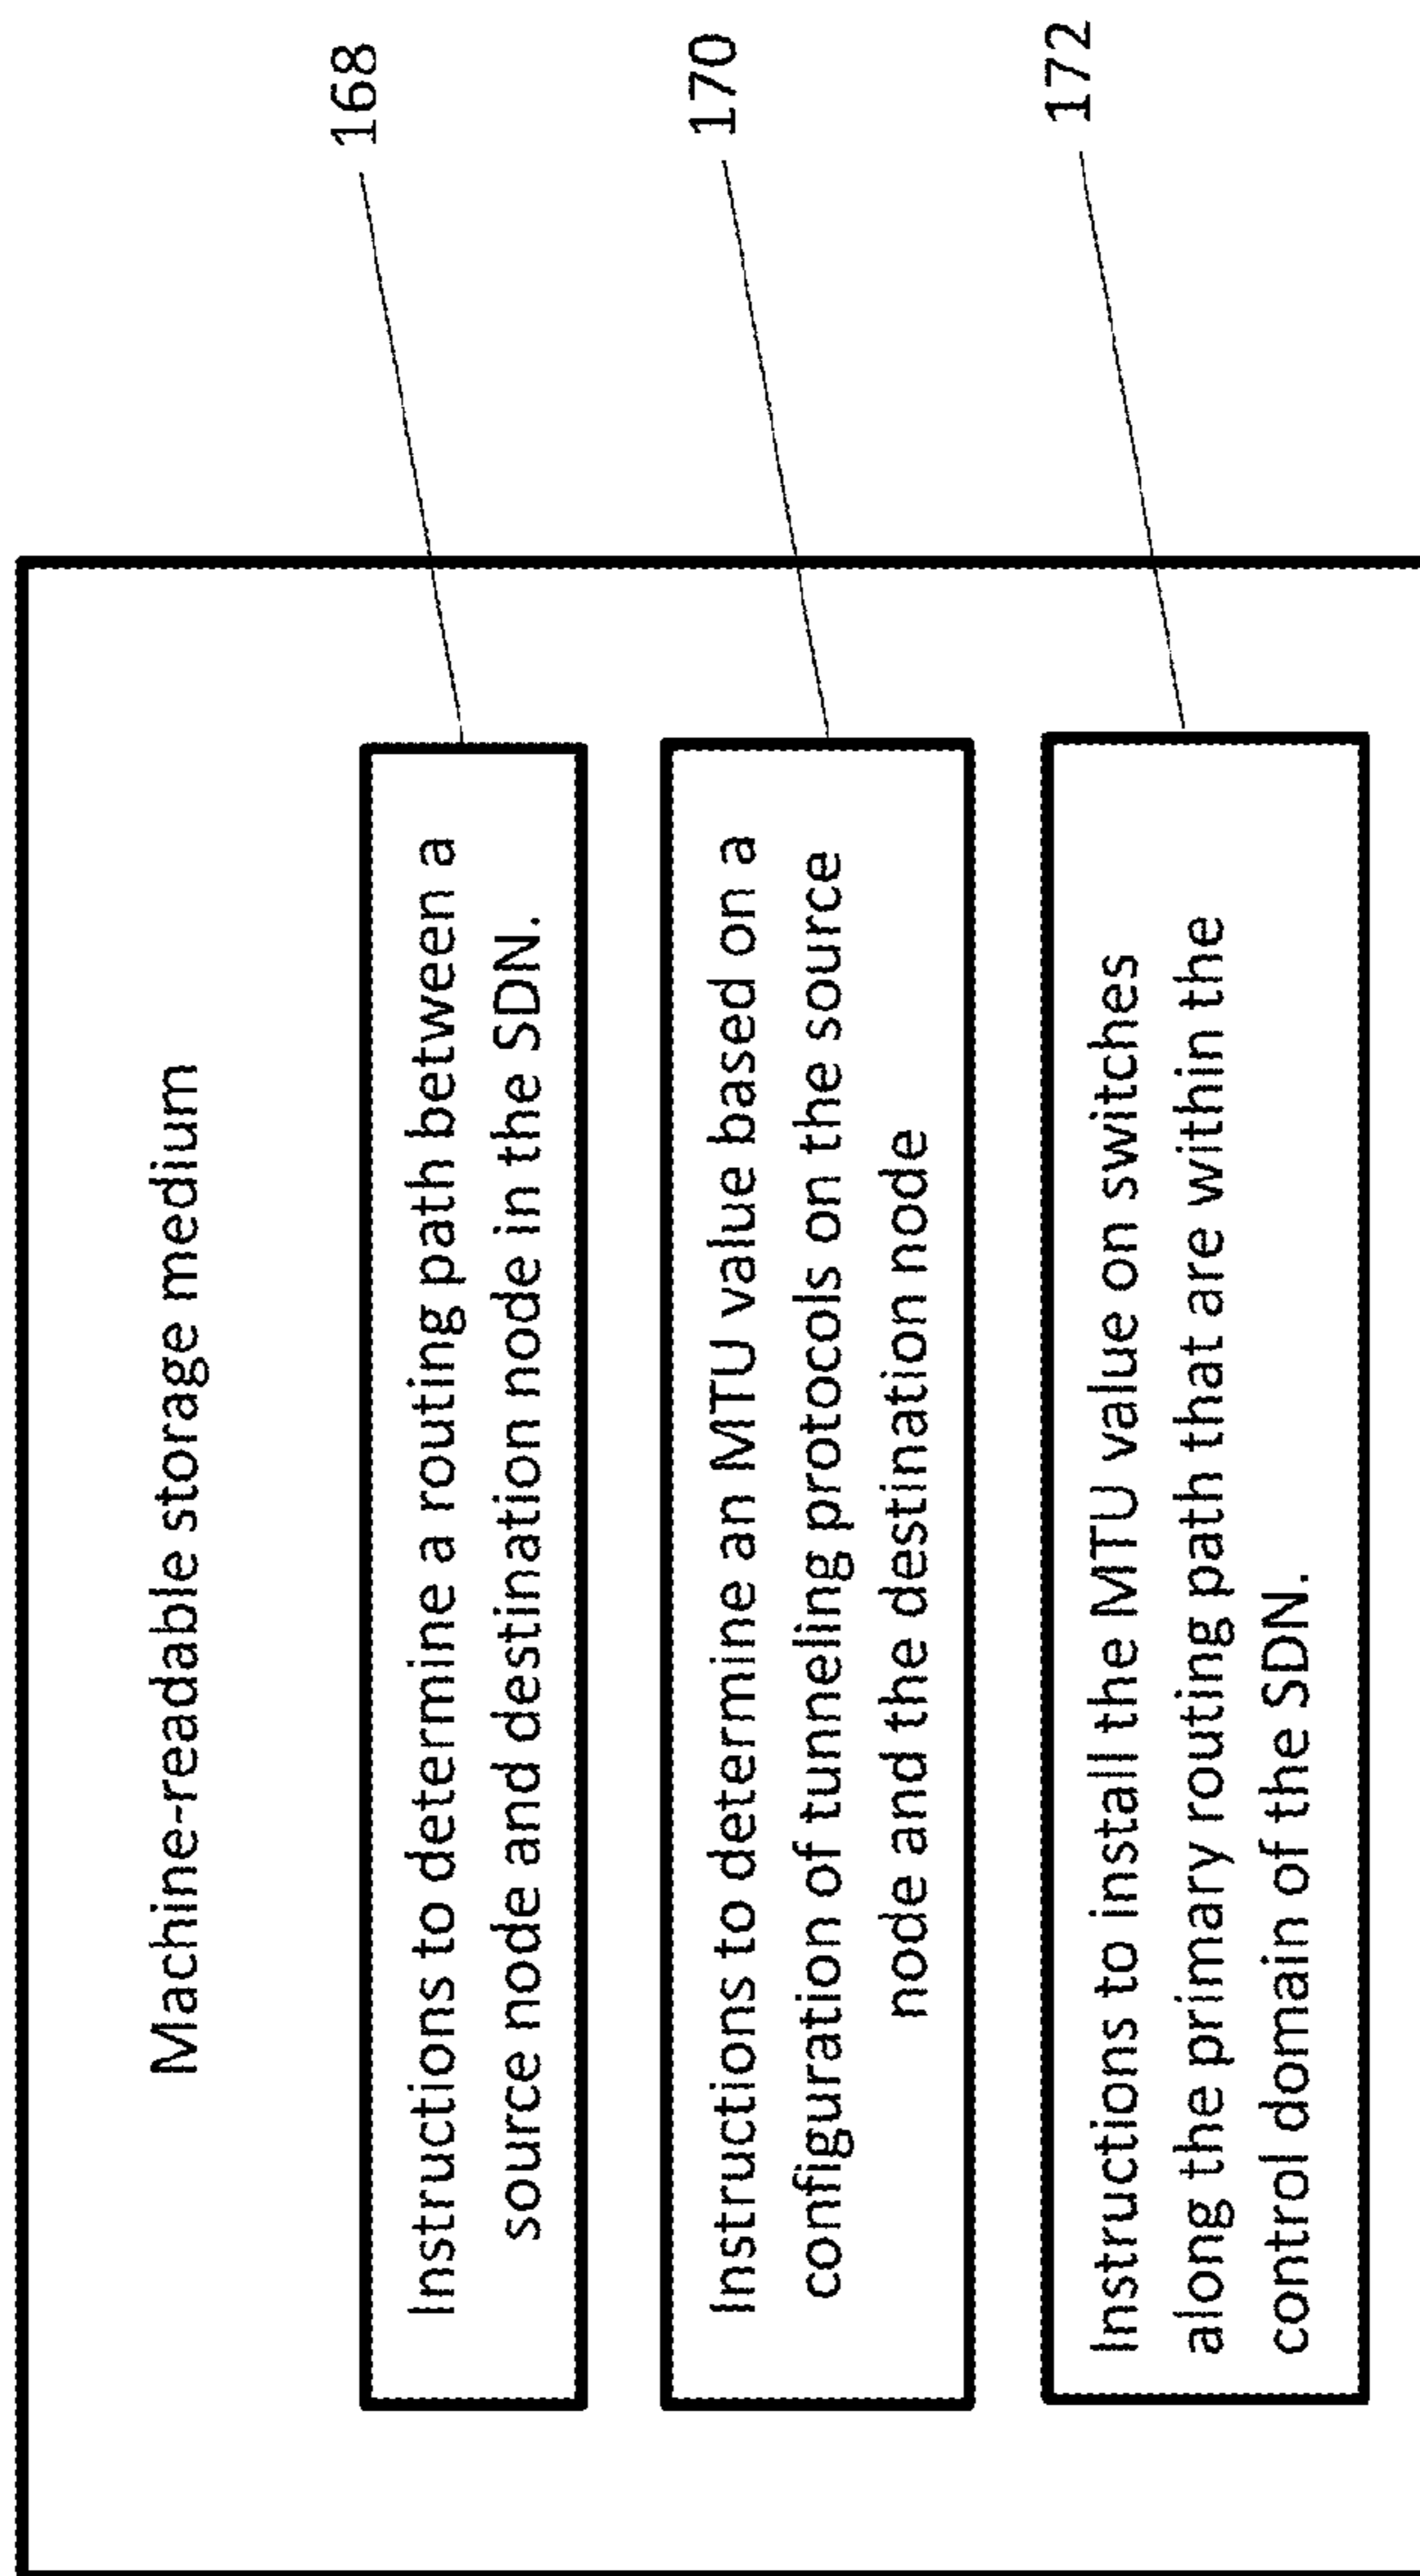 Machine-readable storage medium
Instructions to determine a routing path between a
source node and destination node in the SDN.
168
Instructions to determine an MTU value based on a
configuration of tunneling protocols on the source
node and the destination node
170
Instructions to install the MTU value on switches
along the primary routing path that are within the
control domain of the SDN.
172